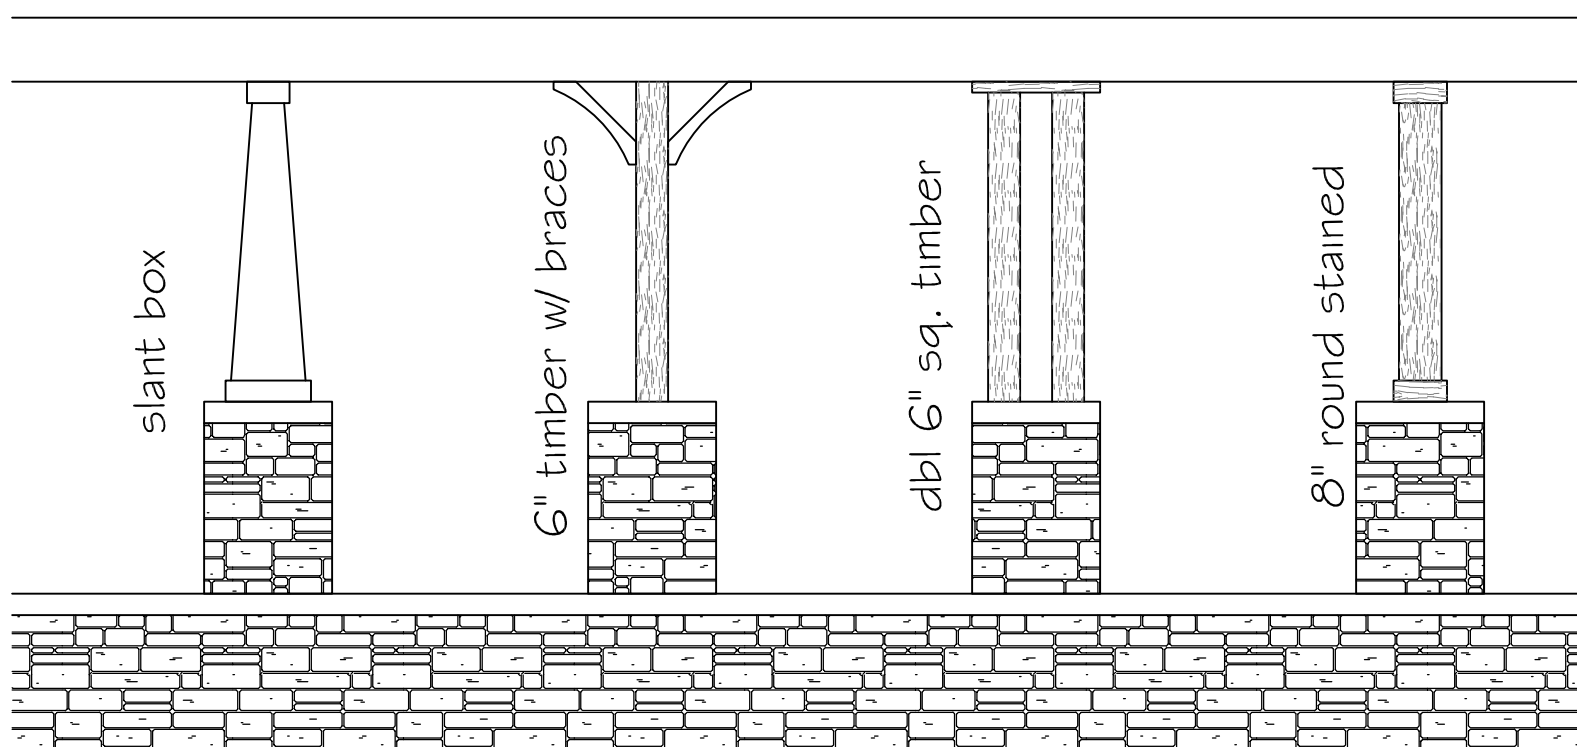 slant box
6" timber w/ braces
dbl 6" sq. timber
8" round stained